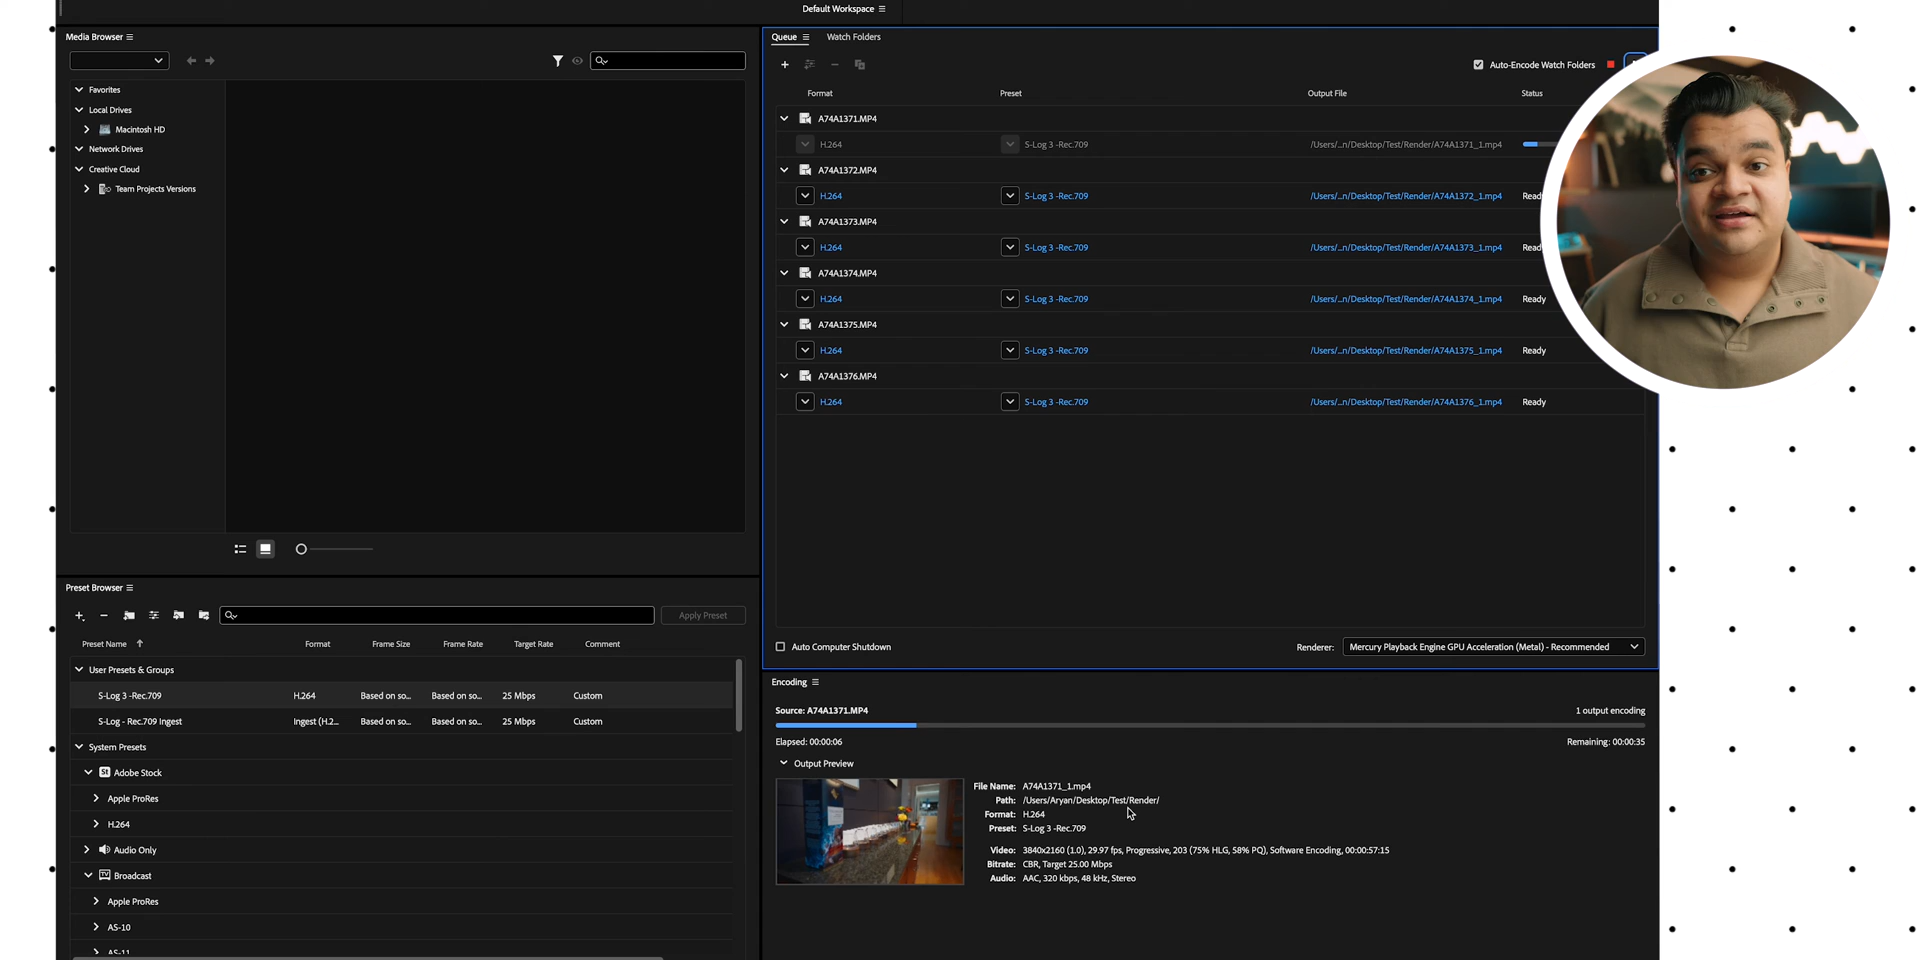 Default Workspace
Media Browser
Favorites
Local Drives
Macintosh HD
Network Drives
Creative Cloud
Team Projects Versions
Queue Watch Folders
Auto-Encode Watch Folders
Format Preset Output File Status
A74A1371.MP4
H.264 S-Log 3 -Rec.709 /Users/...n/Desktop/Test/Render/A74A1371_1.mp4
A74A1372.MP4
H.264 S-Log 3 -Rec.709 /Users/...n/Desktop/Test/Render/A74A1372_1.mp4 Ready
A74A1373.MP4
H.264 S-Log 3 -Rec.709 /Users/...n/Desktop/Test/Render/A74A1373_1.mp4 Read
A74A1374.MP4
H.264 S-Log 3 -Rec.709 /Users/...n/Desktop/Test/Render/A74A1374_1.mp4 Ready
A74A1375.MP4
H.264 S-Log 3 -Rec.709 /Users/...n/Desktop/Test/Render/A74A1375_1.mp4 Ready
A74A1376.MP4
H.264 S-Log 3 -Rec.709 /Users/...n/Desktop/Test/Render/A74A1376_1.mp4 Ready
Auto Computer Shutdown Renderer: Mercury Playback Engine GPU Acceleration (Metal) - Recommended
Preset Browser
Apply Preset
Preset Name Format Frame Size Frame Rate Target Rate Comment
User Presets & Groups
S-Log 3 -Rec.709 H.264 Based on so... Based on so... 25 Mbps Custom
S-Log - Rec.709 Ingest Ingest (H.2... Based on so... Based on so... 25 Mbps Custom
System Presets
St Adobe Stock
Apple ProRes
H.264
Audio Only
TV Broadcast
Apple ProRes
AS-10
AS-11
Encoding
Source: A74A1371.MP4 1 output encoding
Elapsed: 00:00:06 Remaining: 00:00:35
Output Preview
File Name: A74A1371_1.mp4
Path: /Users/Aryan/Desktop/Test/Render/
Format: H.264
Preset: S-Log 3 -Rec.709
Video: 3840x2160 (1.0), 29.97 fps, Progressive, 203 (75% HLG, 58% PQ), Software Encoding, 00:00:57:15
Bitrate: CBR, Target 25.00 Mbps
Audio: AAC, 320 kbps, 48 kHz, Stereo